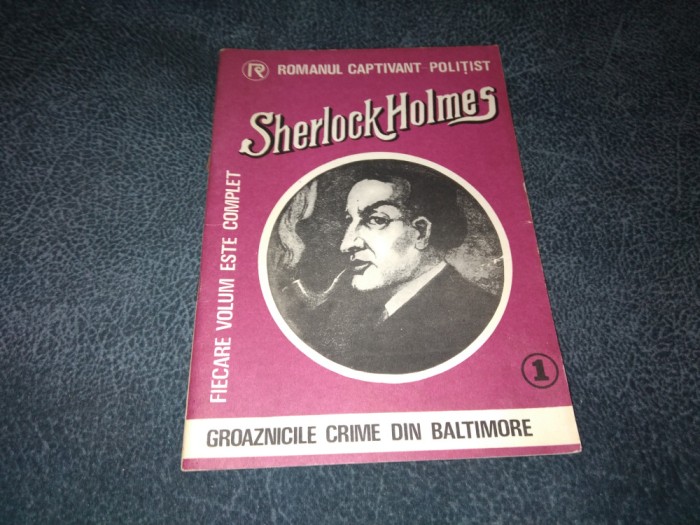 R ROMANUL CAPTIVANT-POLIȚIST
Sherlock Holmes
FIECARE VOLUM ESTE COMPLET
1
GROAZNICILE CRIME DIN BALTIMORE